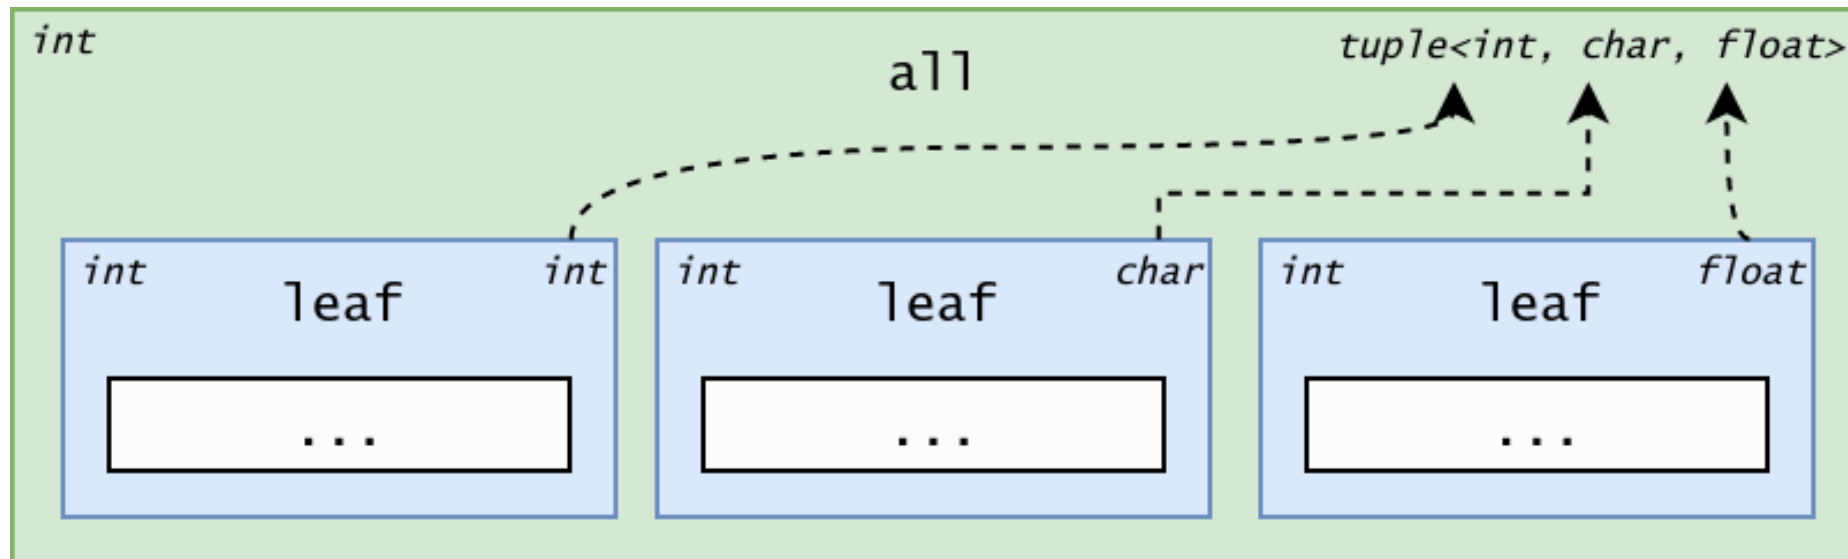 int
all
tuple<int, char, float>
int
leaf
int
int
leaf
char
int
leaf
float
...
...
...